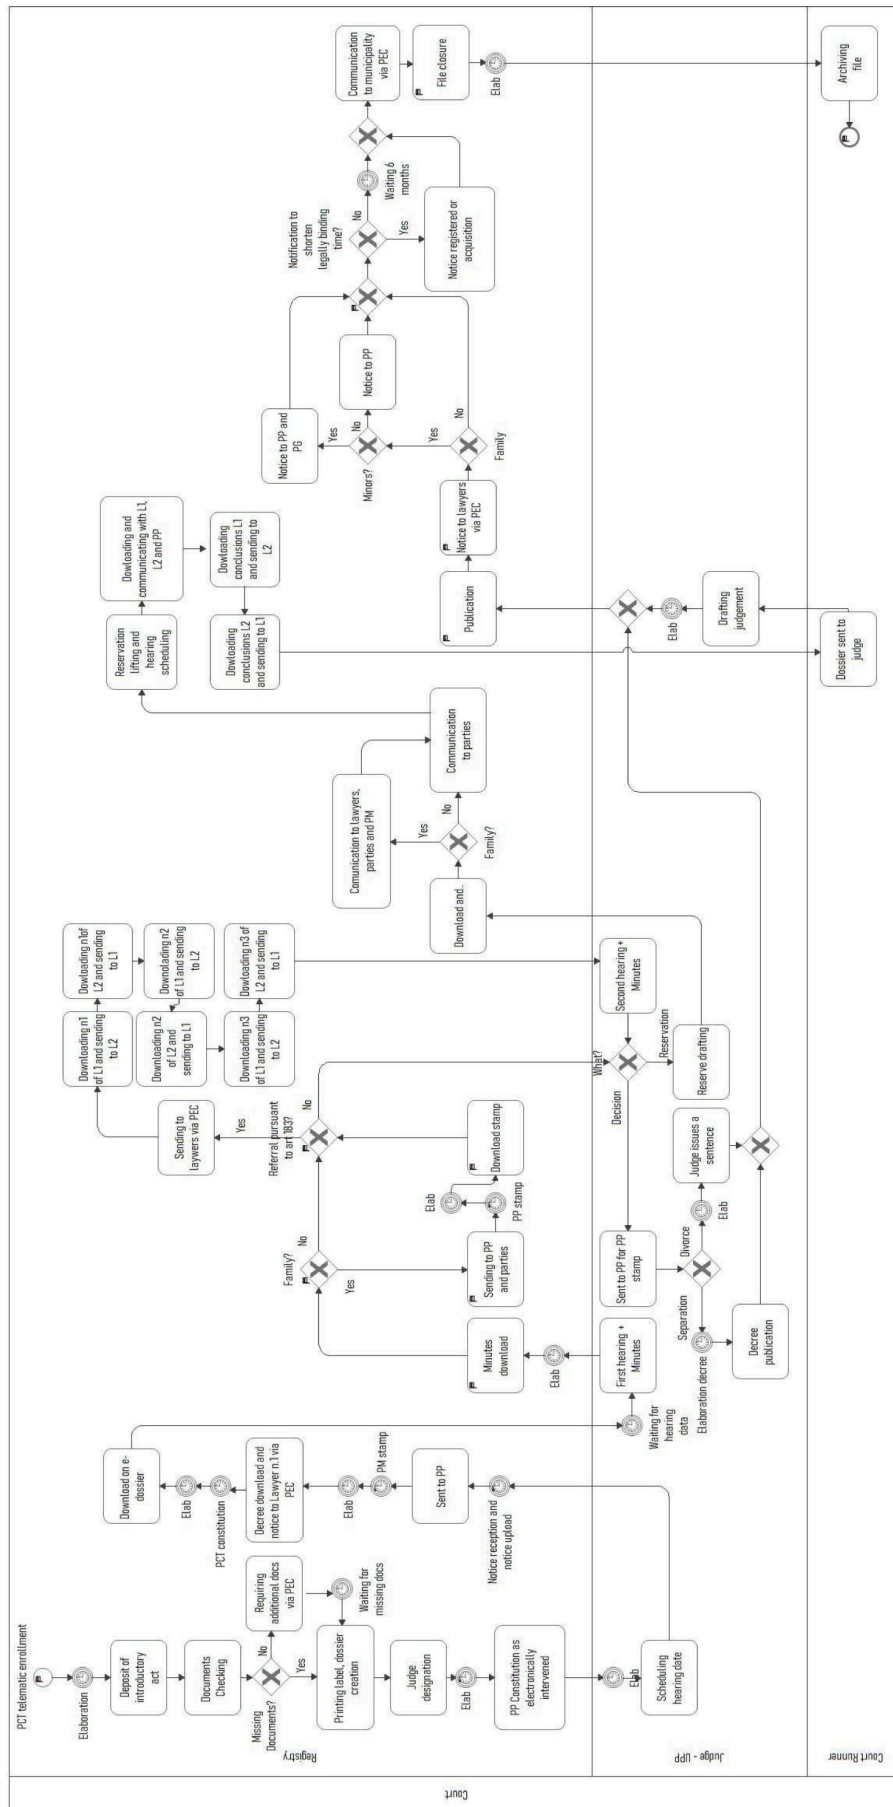 Court
Registry
Judge - UPP
Court Runner
PCT telematic enrollment
Elaboration
Deposit of
introductory
act
Documents
Checking
Missing
Documents?
No
Yes
Requiring
additional docs
via PEC
Waiting for
missing docs
Printing label, dossier
creation
Judge
designation
Elab
PP Constitution as
electronically
intervened
Elab
Scheduling
hearing date
Notice reception and
notice upload
Sent to PP
PM stamp
Elab
Decree download and
notice to Lawyer n.1 via
PEC
PCT constitution
Elab
Download on e-
dossier
Waiting for
hearing
data
First hearing +
Minutes
Elab
Minutes
download
Family?
No
Yes
Sending to PP
and parties
PP stamp
Elab
Download stamp
Referral pursuant
to art 183?
Yes
No
Sending to
laywers via PEC
Downloading n1
of L1 and sending
to L2
Dowloading n1of
L2 and sending
to L1
Downolading n2
of L1 and sending
to L2
Downloading n2
of L2 and
sending to L1
Downloading n3
of L1 and sending
to L2
Dowloading n3 of
L2 and sending
to L1
Second hearing +
Minutes
What?
Decision
Reservation
Sent to PP for PP
stamp
Separation
Divorce
Elaboration decree
Decree
publication
Elab
Judge issues a
sentence
Reserve drafting
Download and..
Family?
Yes
No
Comunication to lawyers,
parties and PM
Communication
to parties
Reservation
lifting and
hearing
scheduling
Dowloading and
communicating with L1,
L2 and PP
Dowloading
conclusions L1
and sending to
L2
Dowloading
conclusions L2
and sending to L1
Dossier sent to
judge
Drafting
judgement
Elab
Publication
Notice to lawyers
via PEC
Family
Yes
No
Minors?
Yes
No
Notice to PP and
PG
Notice to PP
Notification to
shorten
legally binding
time?
No
Yes
Waiting 6
months
Notice registered or
acquisition
Communication
to municipality
via PEC
File closure
Elab
Archiving
file